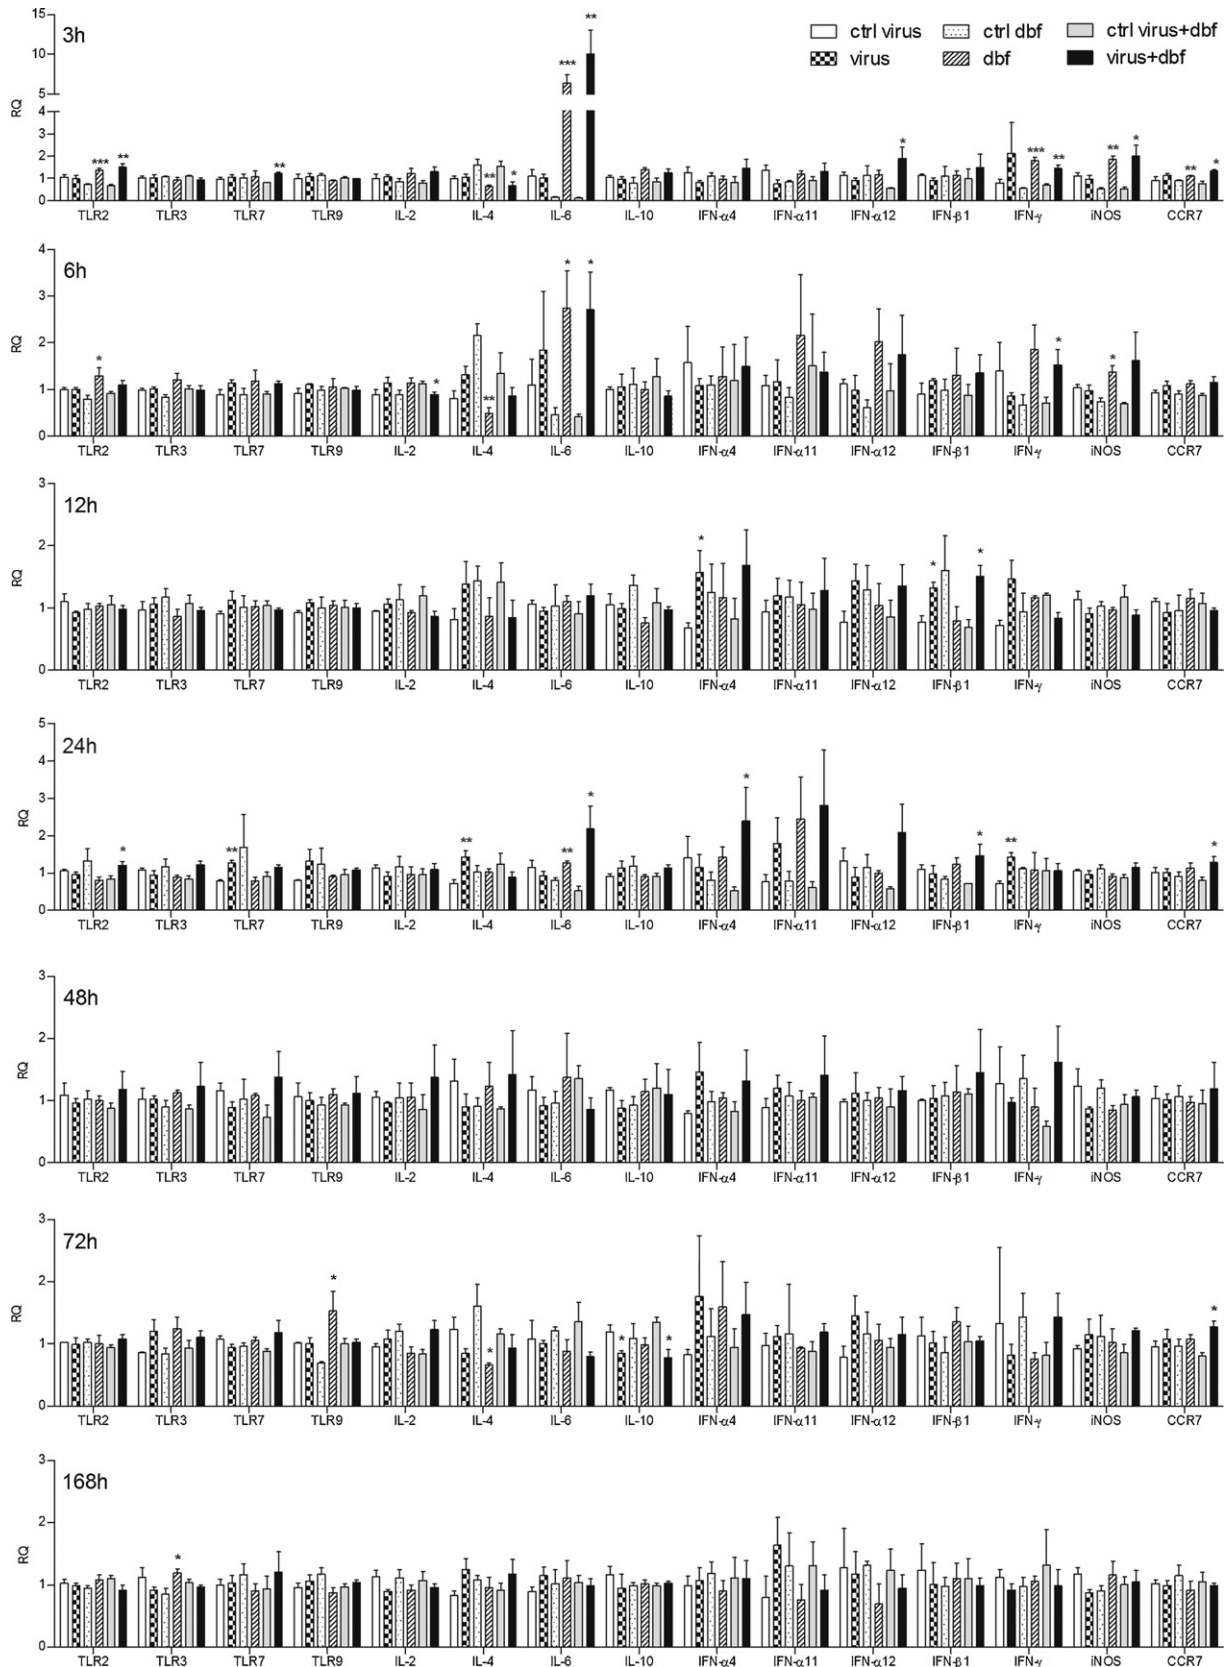 15
3h
**
ctrl virus
ctrl dbf
ctrl virus+dbf
virus
dbf
virus+dbf
10
***
5
RQ
4
3
2
1
0
*** ** ** ** * * *** ** ** * ** *
TLR2 TLR3 TLR7 TLR9 IL-2 IL-4 IL-6 IL-10 IFN-α4 IFN-α11 IFN-α12 IFN-β1 IFN-γ iNOS CCR7
4
6h
* *
3
RQ
2
* * ** * *
1
0
TLR2 TLR3 TLR7 TLR9 IL-2 IL-4 IL-6 IL-10 IFN-α4 IFN-α11 IFN-α12 IFN-β1 IFN-γ iNOS CCR7
3
12h
2
RQ
* * *
1
0
TLR2 TLR3 TLR7 TLR9 IL-2 IL-4 IL-6 IL-10 IFN-α4 IFN-α11 IFN-α12 IFN-β1 IFN-γ iNOS CCR7
5
24h
4
3
RQ
2
* ** ** ** * * * ** *
1
0
TLR2 TLR3 TLR7 TLR9 IL-2 IL-4 IL-6 IL-10 IFN-α4 IFN-α11 IFN-α12 IFN-β1 IFN-γ iNOS CCR7
3
48h
2
RQ
1
0
TLR2 TLR3 TLR7 TLR9 IL-2 IL-4 IL-6 IL-10 IFN-α4 IFN-α11 IFN-α12 IFN-β1 IFN-γ iNOS CCR7
3
72h
2
RQ
* * * * *
1
0
TLR2 TLR3 TLR7 TLR9 IL-2 IL-4 IL-6 IL-10 IFN-α4 IFN-α11 IFN-α12 IFN-β1 IFN-γ iNOS CCR7
3
168h
2
RQ
*
1
0
TLR2 TLR3 TLR7 TLR9 IL-2 IL-4 IL-6 IL-10 IFN-α4 IFN-α11 IFN-α12 IFN-β1 IFN-γ iNOS CCR7